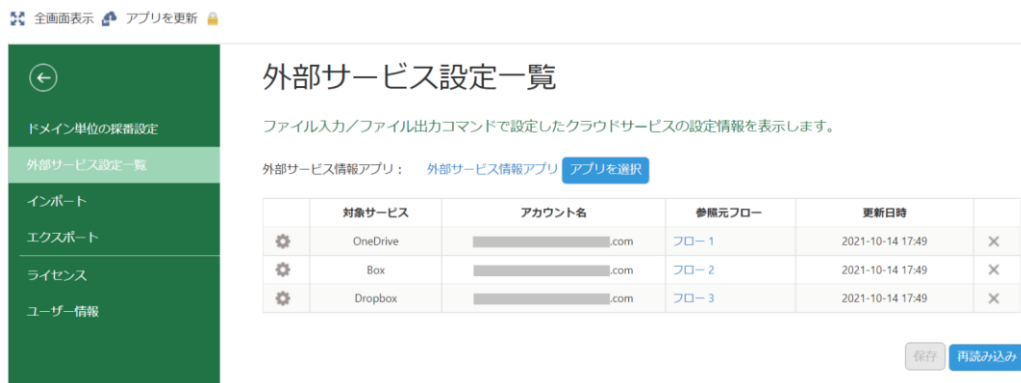 全画面表示 アプリを更新
外部サービス設定一覧
ドメイン単位の採番設定
ファイル入力／ファイル出力コマンドで設定したクラウドサービスの設定情報を表示します。
外部サービス設定一覧
外部サービス情報アプリ： 外部サービス情報アプリ アプリを選択
インポート
エクスポート
ライセンス
ユーザー情報
対象サービス アカウント名 参照元フロー 更新日時
OneDrive .com フロー 1 2021-10-14 17:49
Box .com フロー 2 2021-10-14 17:49
Dropbox .com フロー 3 2021-10-14 17:49
保存 再読み込み